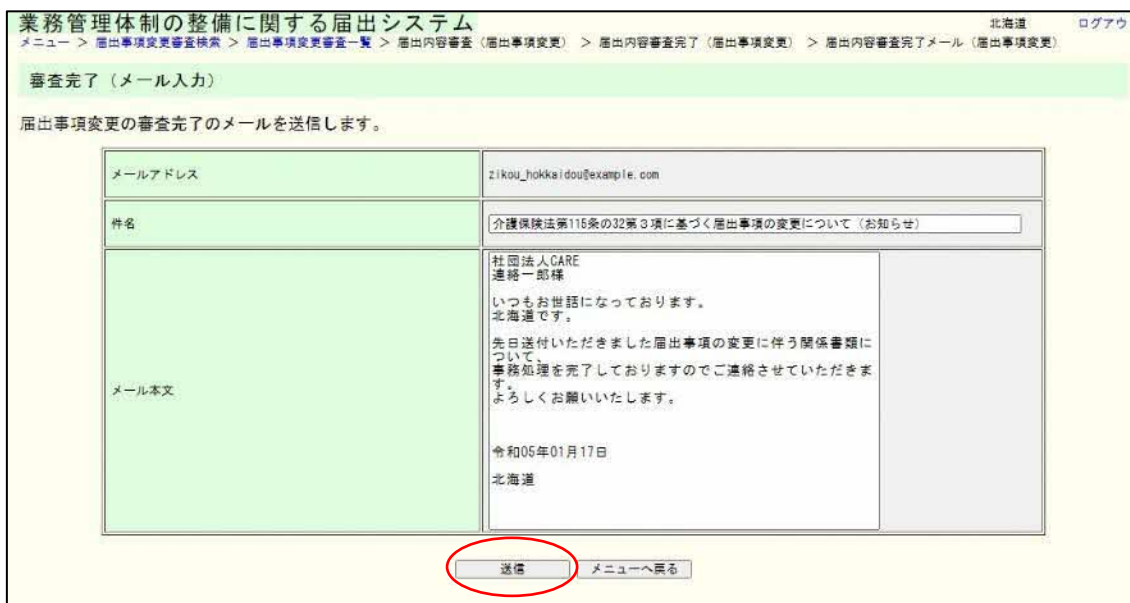 業務管理体制の整備に関する届出システム
北海道
ログアウ
メニュー > 届出事項変更審査検索 > 届出事項変更審査一覧 > 届出内容審査（届出事項変更） > 届出内容審査完了（届出事項変更） > 届出内容審査完了メール（届出事項変更）
審査完了（メール入力）
届出事項変更の審査完了のメールを送信します。
メールアドレス
zikou_hokkaidou@example.com
件名
介護保険法第115条の32第３項に基づく届出事項の変更について（お知らせ）
メール本文
社団法人CARE
連絡一郎様
いつもお世話になっております。
北海道です。
先日送付いただきました届出事項の変更に伴う関係書類に
ついて、
事務処理を完了しておりますのでご連絡させていただきま
す。
よろしくお願いいたします。
令和05年01月17日
北海道
送信
メニューへ戻る